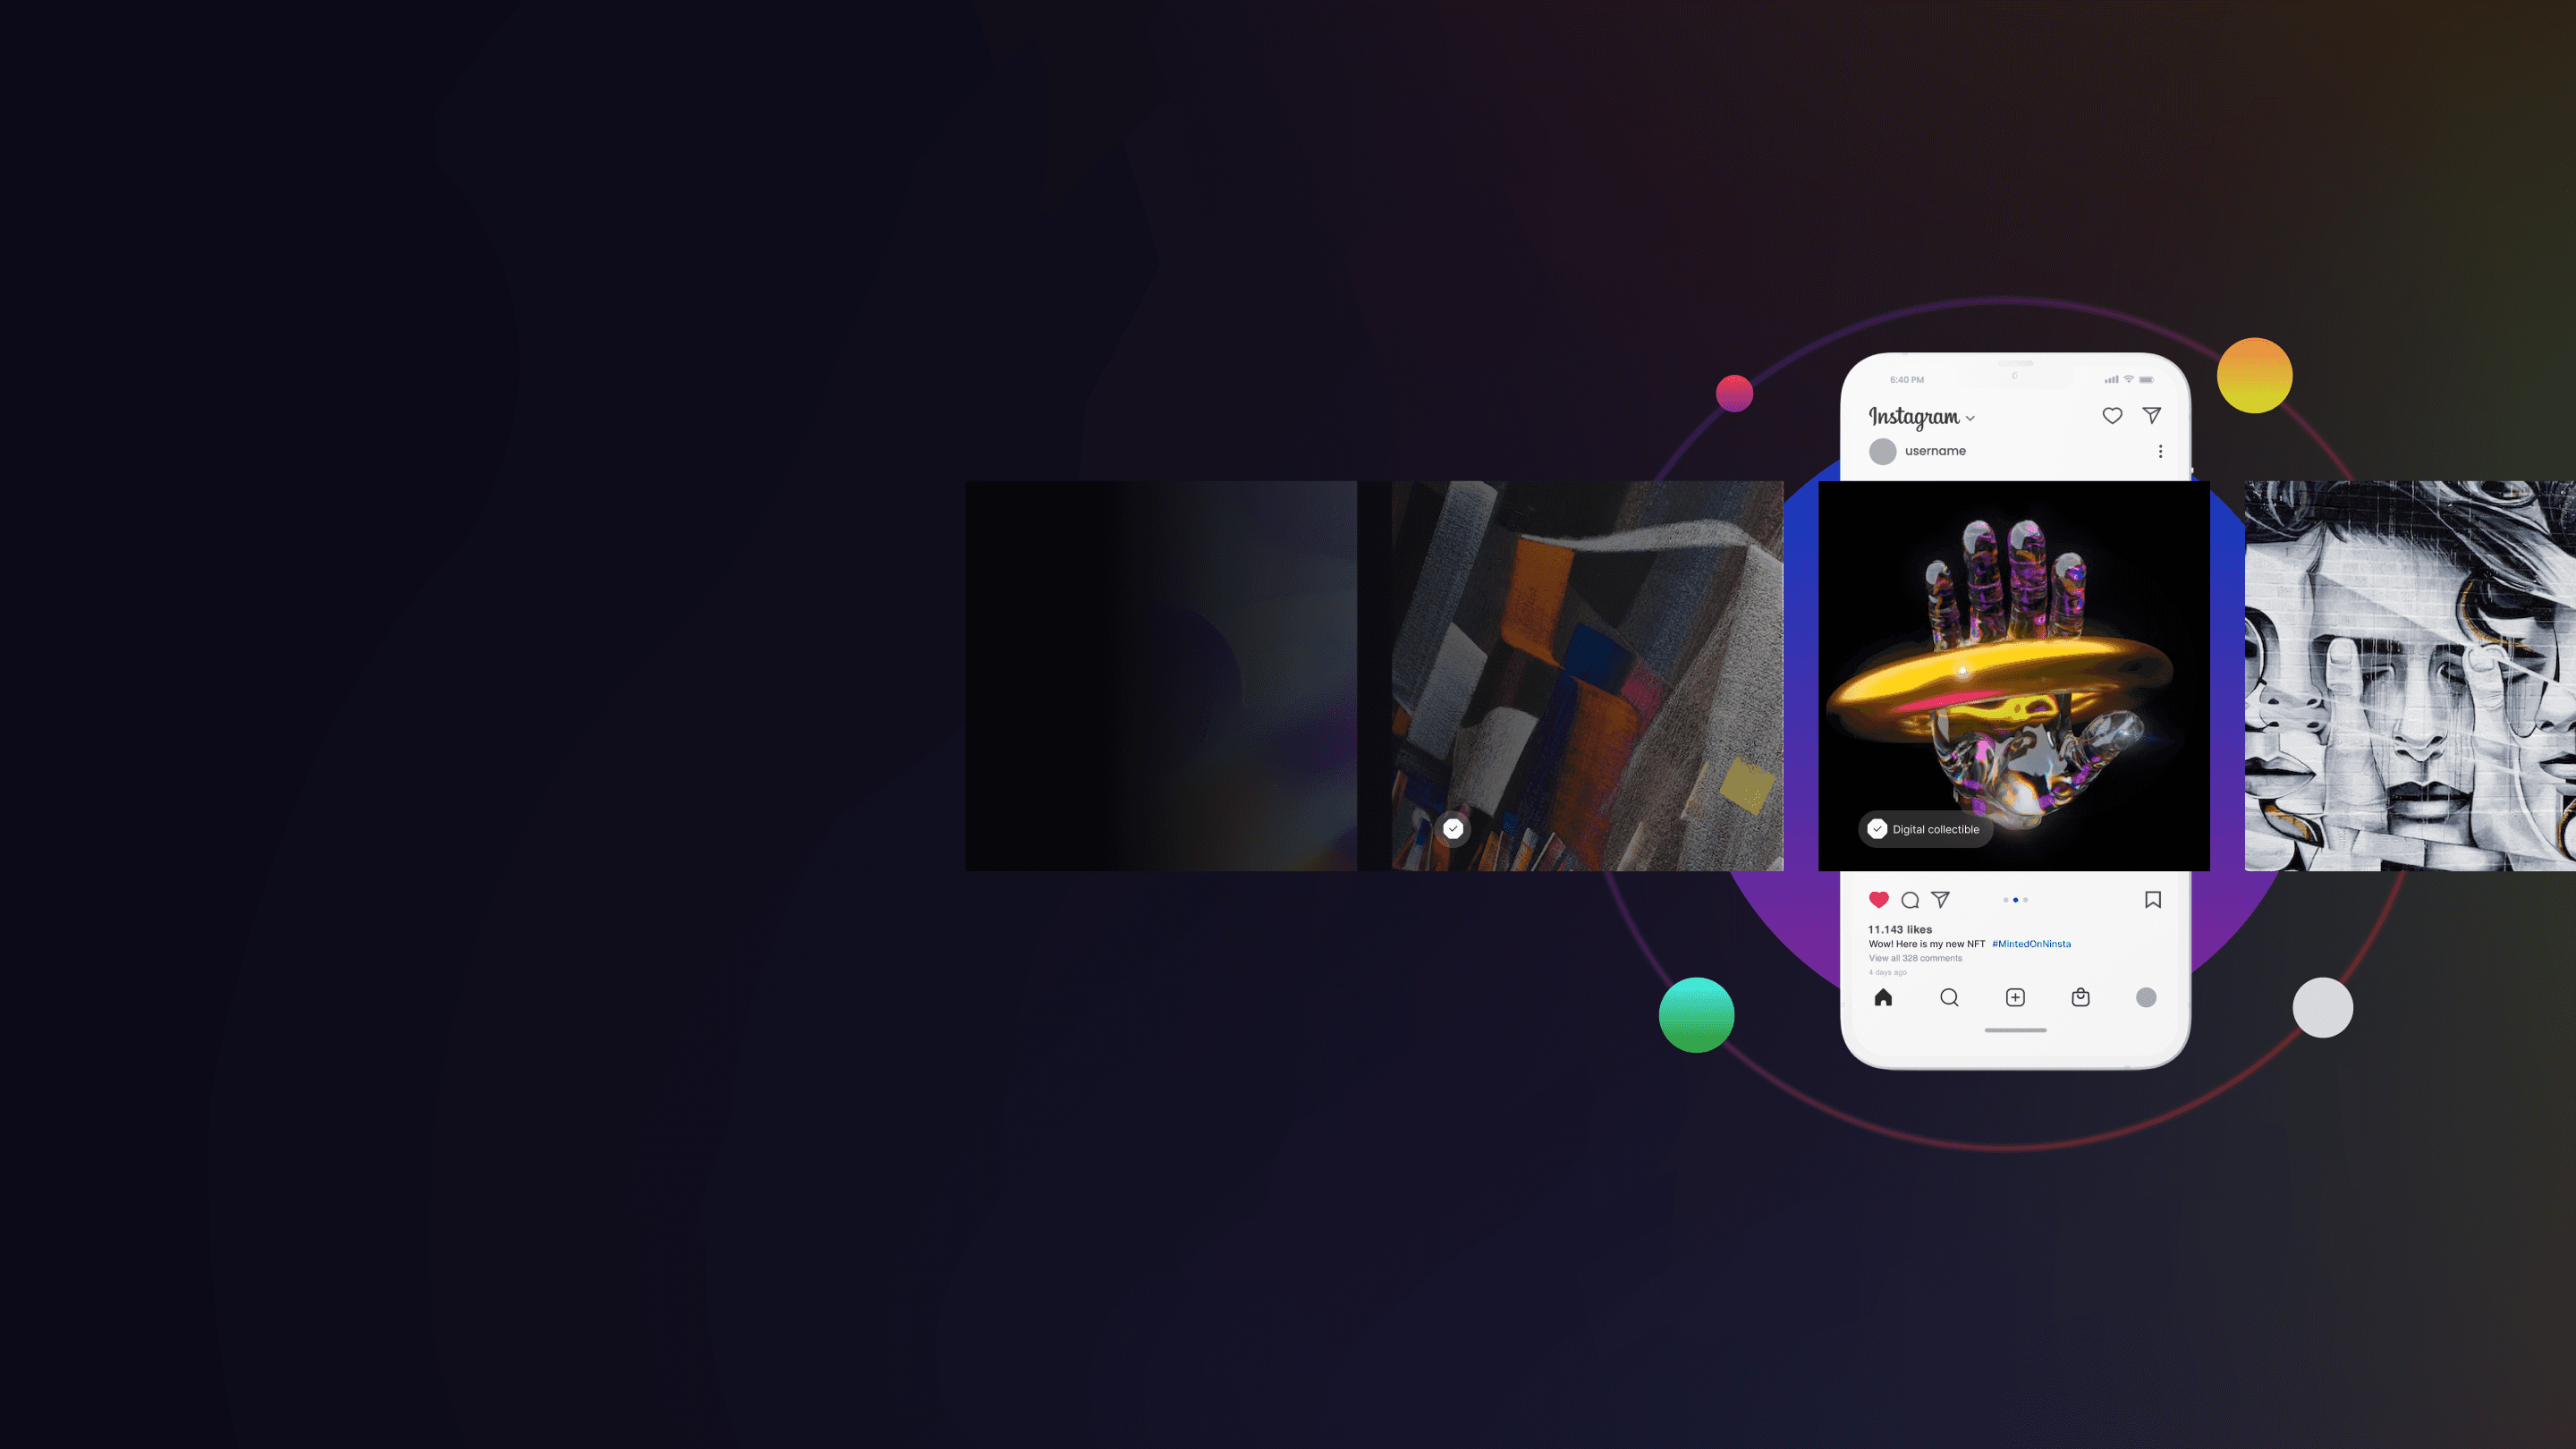 6:40 PM
Instagram
username
Digital collectible
11.143 likes
Wow! Here is my new NFT #MintedOnNinsta
View all 328 comments
4 days ago